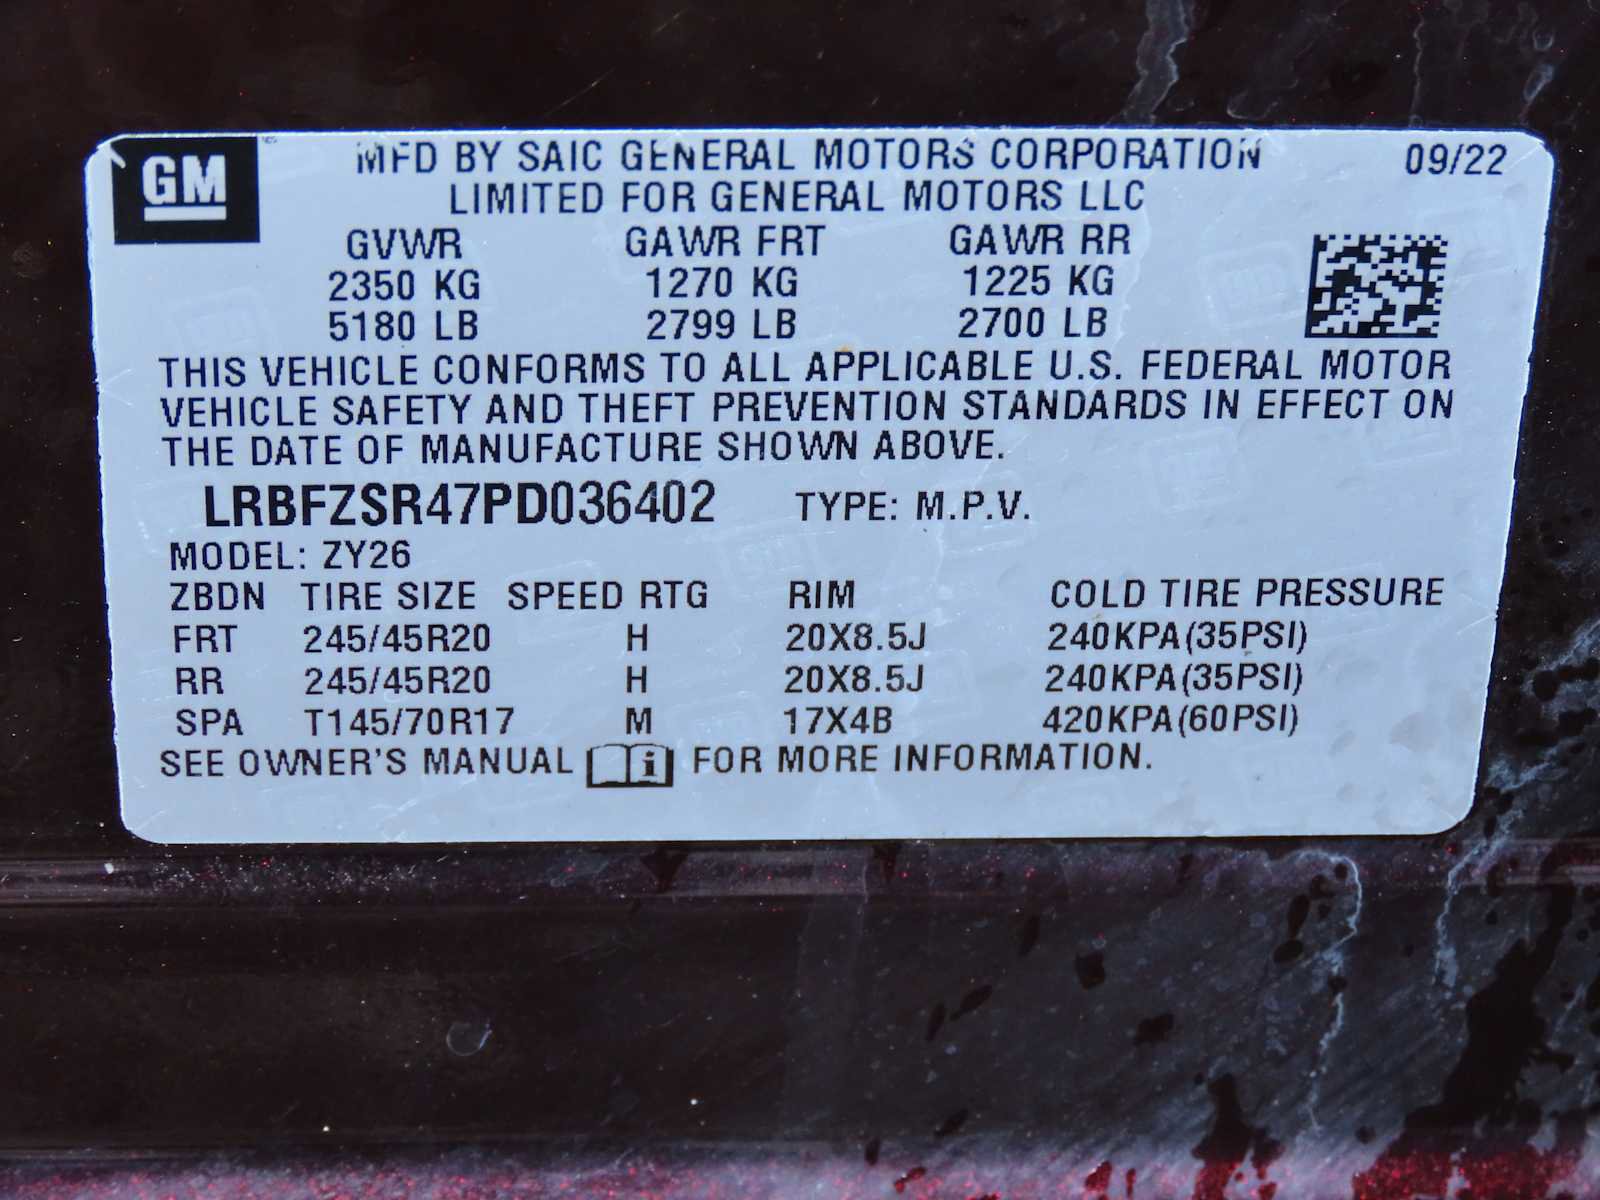 GM
MFD BY SAIC GENERAL MOTORS CORPORATION
LIMITED FOR GENERAL MOTORS LLC
09/22
GVWR GAWR FRT GAWR RR
2350 KG 1270 KG 1225 KG
5180 LB 2799 LB 2700 LB
THIS VEHICLE CONFORMS TO ALL APPLICABLE U.S. FEDERAL MOTOR
VEHICLE SAFETY AND THEFT PREVENTION STANDARDS IN EFFECT ON
THE DATE OF MANUFACTURE SHOWN ABOVE.
LRBFZSR47PD036402 TYPE: M.P.V.
MODEL: ZY26
ZBDN TIRE SIZE SPEED RTG RIM COLD TIRE PRESSURE
FRT 245/45R20 H 20X8.5J 240KPA(35PSI)
RR 245/45R20 H 20X8.5J 240KPA(35PSI)
SPA T145/70R17 M 17X4B 420KPA(60PSI)
SEE OWNER'S MANUAL i FOR MORE INFORMATION.